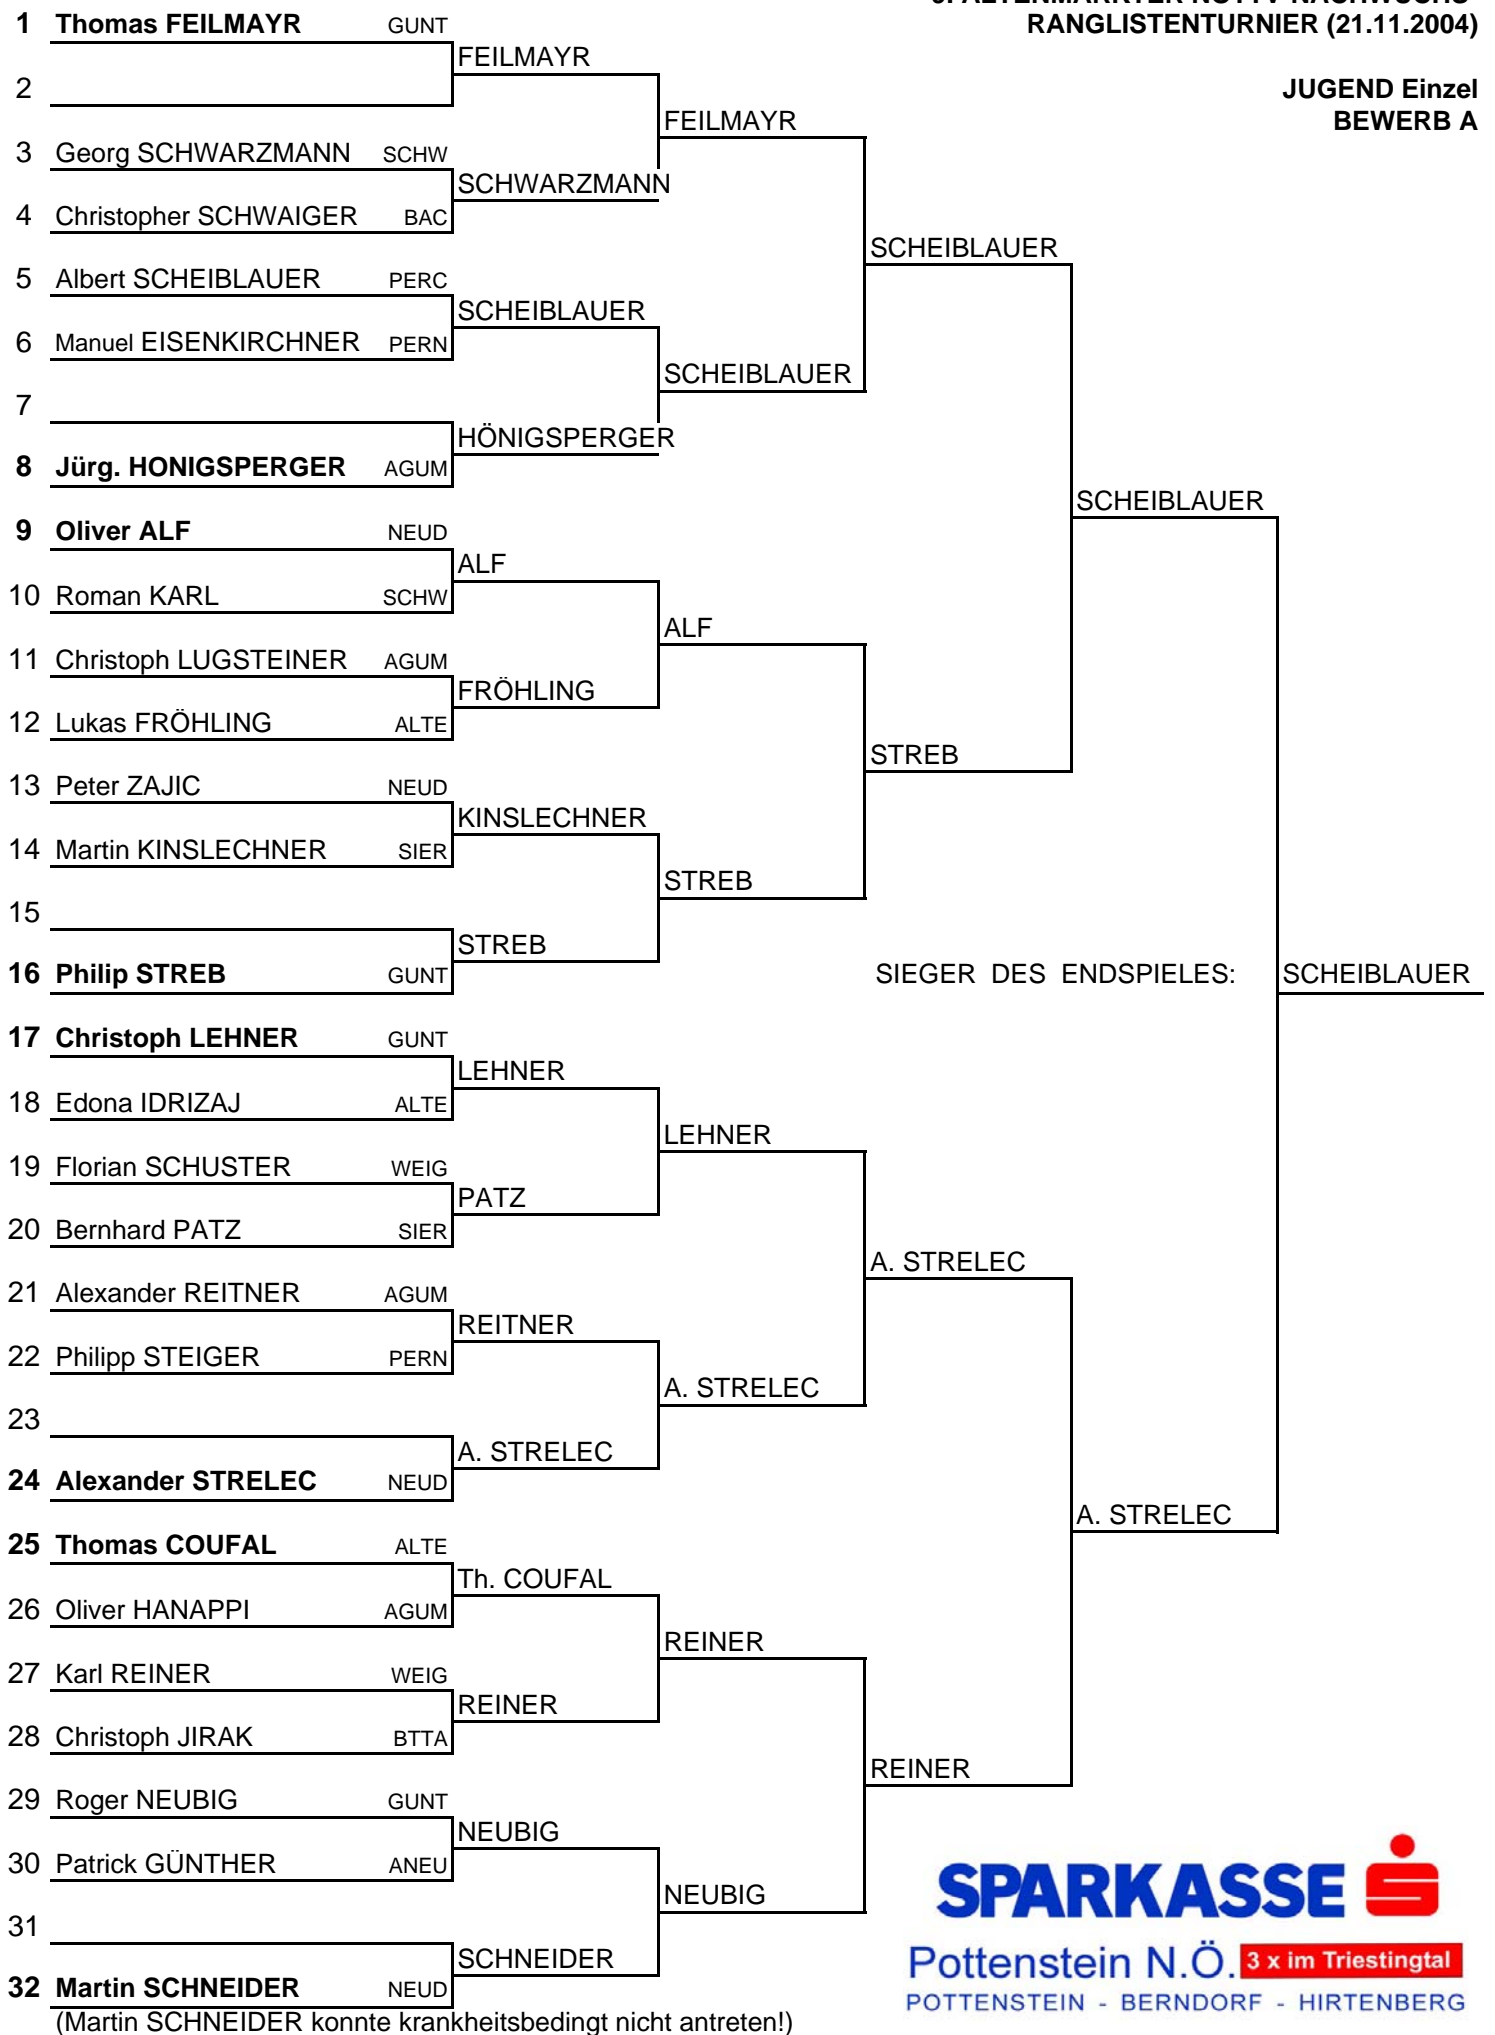 RANGLISTENTURNIER (21.11.2004)
JUGEND Einzel
BEWERB A
1 Thomas FEILMAYR GUNT
FEILMAYR
2
FEILMAYR
3 Georg SCHWARZMANN SCHW
SCHWARZMANN
4 Christopher SCHWAIGER BAC
SCHEIBLAUER
5 Albert SCHEIBLAUER PERC
SCHEIBLAUER
6 Manuel EISENKIRCHNER PERN
SCHEIBLAUER
7
HÖNIGSPERGER
8 Jürg. HONIGSPERGER AGUM
SCHEIBLAUER
9 Oliver ALF NEUD
ALF
10 Roman KARL SCHW
ALF
11 Christoph LUGSTEINER AGUM
FRÖHLING
12 Lukas FRÖHLING ALTE
STREB
13 Peter ZAJIC NEUD
KINSLECHNER
14 Martin KINSLECHNER SIER
STREB
15
STREB
16 Philip STREB GUNT
SIEGER DES ENDSPIELES: SCHEIBLAUER
17 Christoph LEHNER GUNT
LEHNER
18 Edona IDRIZAJ ALTE
LEHNER
19 Florian SCHUSTER WEIG
PATZ
20 Bernhard PATZ SIER
A. STRELEC
21 Alexander REITNER AGUM
REITNER
22 Philipp STEIGER PERN
A. STRELEC
23
A. STRELEC
24 Alexander STRELEC NEUD
A. STRELEC
25 Thomas COUFAL ALTE
Th. COUFAL
26 Oliver HANAPPI AGUM
REINER
27 Karl REINER WEIG
REINER
28 Christoph JIRAK BTTA
REINER
29 Roger NEUBIG GUNT
NEUBIG
30 Patrick GÜNTHER ANEU
NEUBIG
31
SCHNEIDER
32 Martin SCHNEIDER NEUD
(Martin SCHNEIDER konnte krankheitsbedingt nicht antreten!)
SPARKASSE
Pottenstein N.Ö. 3 x im Triestingtal
POTTENSTEIN - BERNDORF - HIRTENBERG